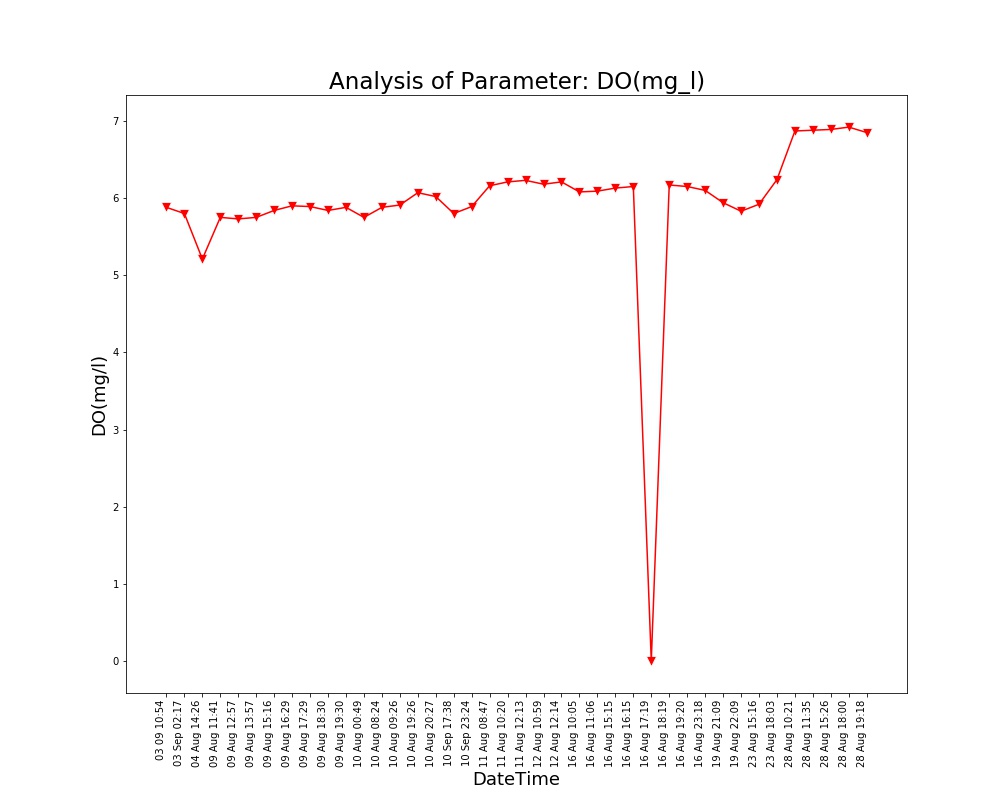 Analysis of Parameter: DO(mg_l)
7
6
5
4
3
2
1
0
DO(mg/l)
03 09 10:54
03 Sep 02:17
04 Aug 14:26
09 Aug 11:41
09 Aug 12:57
09 Aug 13:57
09 Aug 15:16
09 Aug 16:29
09 Aug 17:29
09 Aug 18:30
09 Aug 19:30
10 Aug 00:49
10 Aug 08:24
10 Aug 09:26
10 Aug 19:26
10 Aug 20:27
10 Sep 17:38
10 Sep 23:24
11 Aug 08:47
11 Aug 10:20
11 Aug 12:13
12 Aug 10:59
12 Aug 12:14
16 Aug 10:05
16 Aug 11:06
16 Aug 15:15
16 Aug 16:15
16 Aug 17:19
16 Aug 18:19
16 Aug 19:20
16 Aug 23:18
19 Aug 21:09
19 Aug 22:09
23 Aug 15:16
23 Aug 18:03
28 Aug 10:21
28 Aug 11:35
28 Aug 15:26
28 Aug 18:00
28 Aug 19:18
DateTime